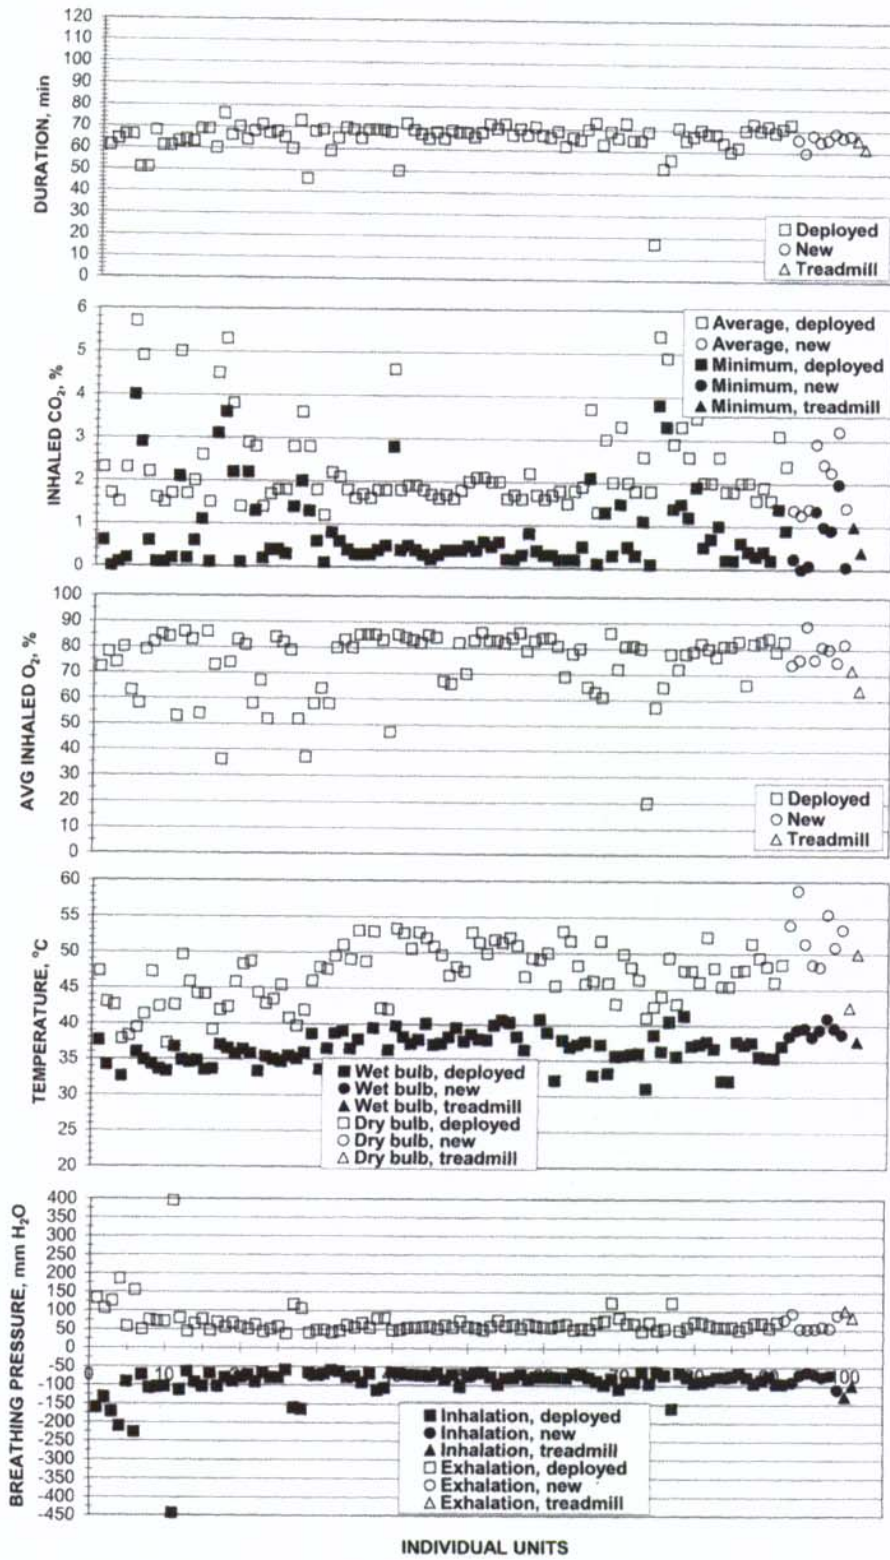 DURATION, min
120
110
100
90
80
70
60
50
40
30
20
10
0
Deployed
New
Treadmill
INHALED CO₂, %
6
5
4
3
2
1
0
Average, deployed
Average, new
Minimum, deployed
Minimum, new
Minimum, treadmill
AVG INHALED O₂, %
100
90
80
70
60
50
40
30
20
10
0
Deployed
New
Treadmill
TEMPERATURE, °C
60
55
50
45
40
35
30
25
20
Wet bulb, deployed
Wet bulb, new
Wet bulb, treadmill
Dry bulb, deployed
Dry bulb, new
Dry bulb, treadmill
BREATHING PRESSURE, mm H₂O
400
350
300
250
200
150
100
50
0
-50
-100
-150
-200
-250
-300
-350
-400
-450
0 10
Inhalation, deployed
Inhalation, new
Inhalation, treadmill
Exhalation, deployed
Exhalation, new
Exhalation, treadmill
INDIVIDUAL UNITS